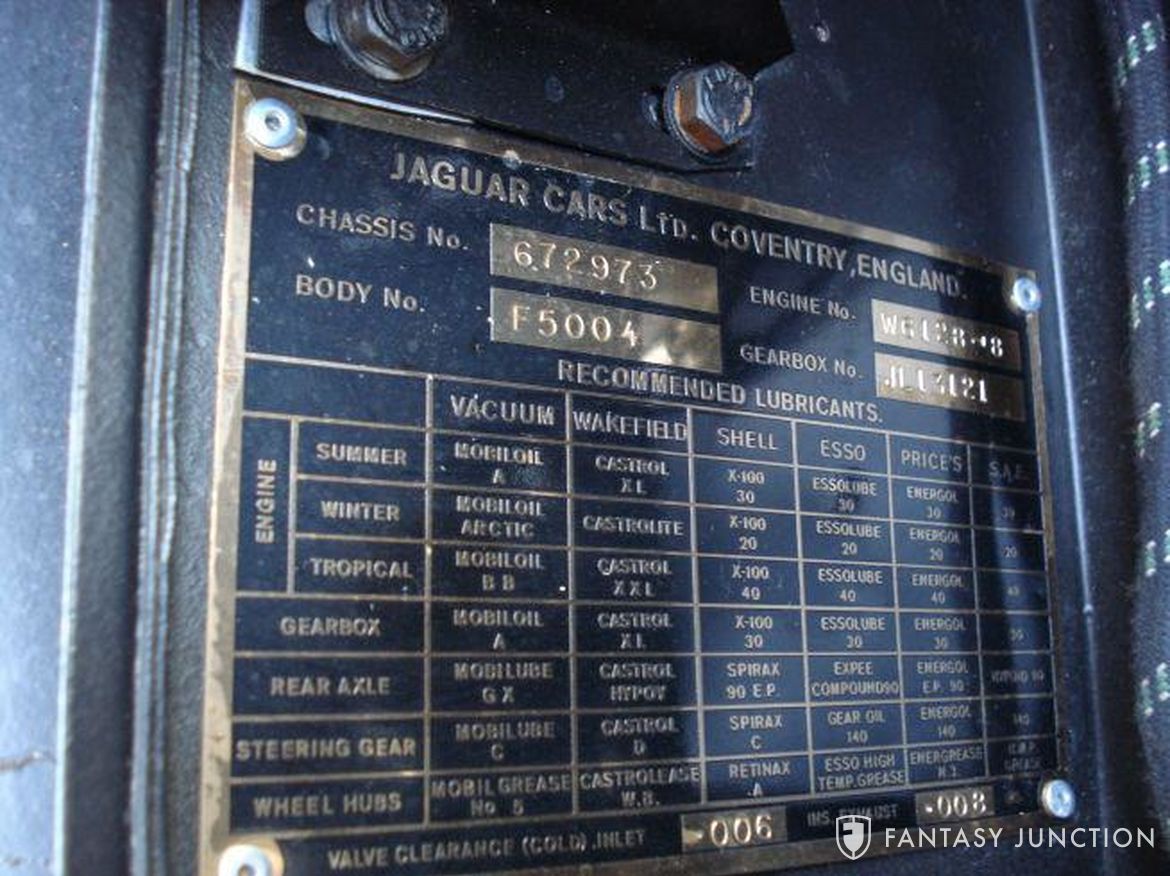 JAGUAR CARS LTD. COVENTRY, ENGLAND.
CHASSIS No. 672973
ENGINE No.
BODY No. F5004
GEARBOX No. JL13121
RECOMMENDED LUBRICANTS.
VACUUM WAKEFIELD SHELL ESSO PRICE'S S.A.E.
ENGINE
SUMMER MOBILOIL A CASTROL XL X-100 30 ESSOLUBE 30 ENERGOL 30 30
WINTER MOBILOIL ARCTIC CASTROLITE X-100 20 ESSOLUBE 20 ENERGOL 20 20
TROPICAL MOBILOIL BB CASTROL XXL X-100 40 ESSOLUBE 40 ENERGOL 40 40
GEARBOX MOBILOIL A CASTROL XL X-100 30 ESSOLUBE 30 ENERGOL 30 30
REAR AXLE MOBILUBE GX CASTROL HYPOY SPIRAX 90 E.P. EXPEE COMPOUND90 ENERGOL E.P. 90
STEERING GEAR MOBILUBE C CASTROL D SPIRAX C GEAR OIL 140 ENERGOL 140 140
WHEEL HUBS MOBIL GREASE No 5 CASTROLEASE W.B. RETINAX A ESSO HIGH TEMP. GREASE ENERGREASE
VALVE CLEARANCE (COLD). INLET .006 INS. EXHAUST .008
FANTASY JUNCTION